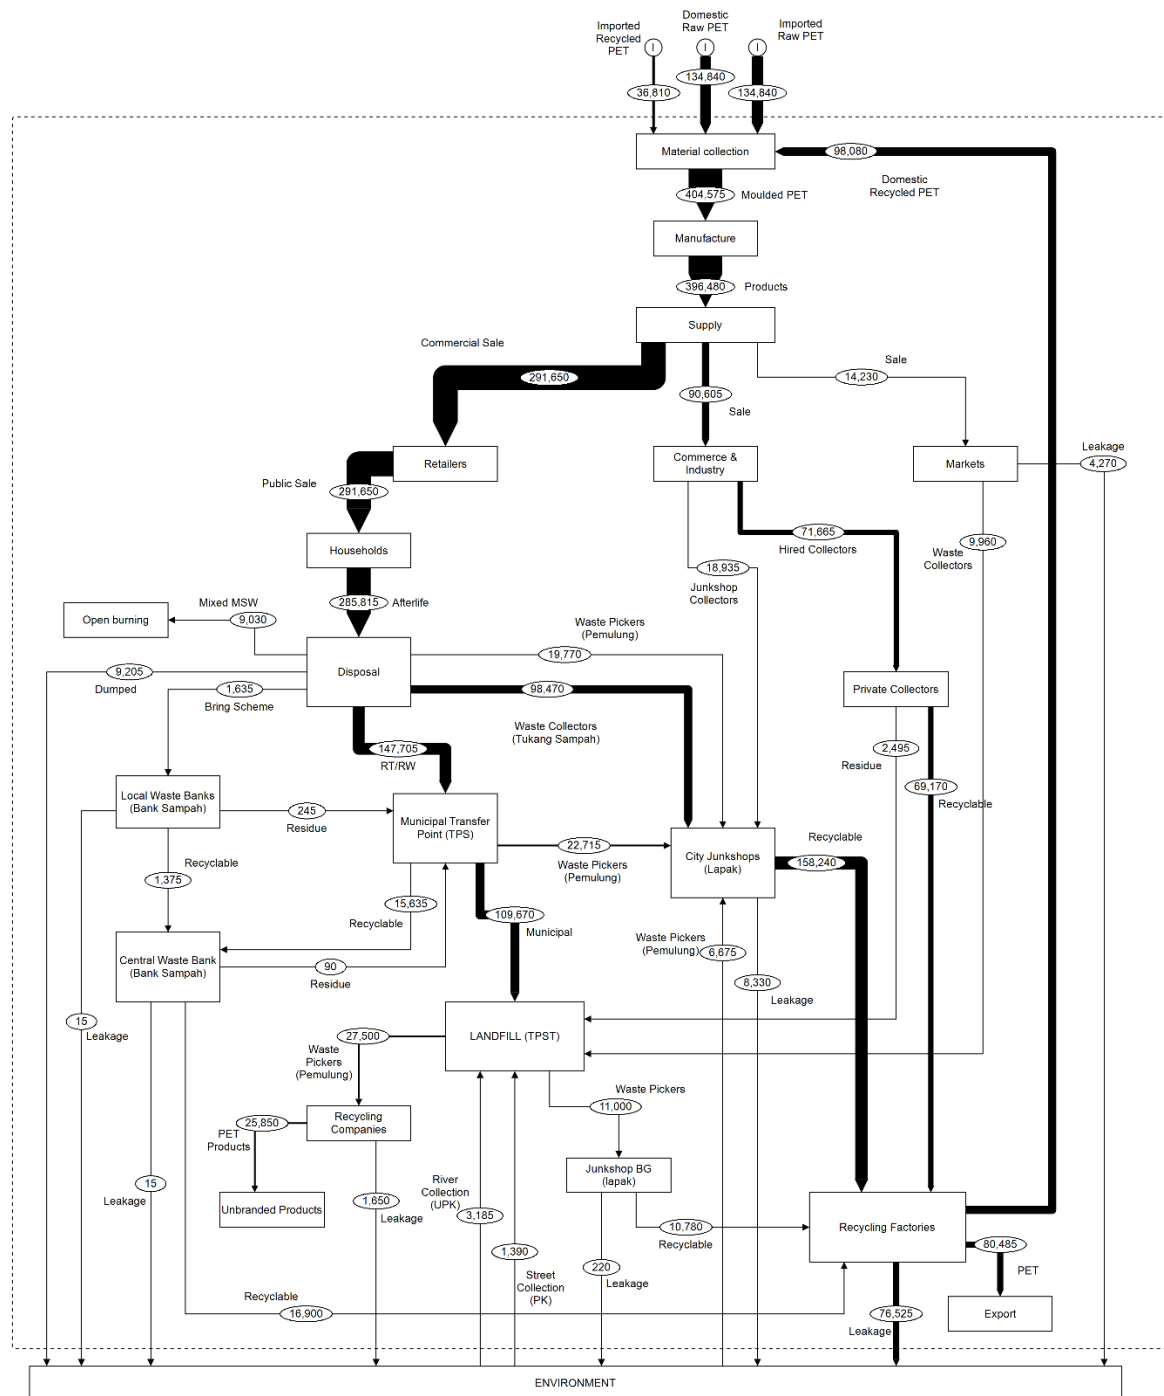 Imported
Recycled
PET
Domestic
Raw PET
Imported
Raw PET
I
I
I
36,810
134,840
134,840
Material collection
98,080
Domestic
Recycled PET
404,575
Moulded PET
Manufacture
396,480
Products
Supply
Commercial Sale
291,650
90,605
Sale
Sale
14,230
Retailers
Commerce &
Industry
Markets
Leakage
4,270
Public Sale
291,650
71,665
Hired Collectors
9,960
Waste
Collectors
Households
18,935
Junkshop
Collectors
285,815
Afterlife
Mixed MSW
9,030
Open burning
Waste Pickers
(Pemulung)
19,770
Disposal
9,205
Dumped
1,635
Bring Scheme
98,470
Waste Collectors
(Tukang Sampah)
Private Collectors
147,705
RT/RW
2,495
Residue
69,170
Recyclable
Local Waste Banks
(Bank Sampah)
245
Residue
Municipal Transfer
Point (TPS)
22,715
Waste Pickers
(Pemulung)
City Junkshops
(Lapak)
Recyclable
158,240
Recyclable
1,375
15,635
Recyclable
109,670
Municipal
Waste Pickers
(Pemulung)
6,675
Central Waste Bank
(Bank Sampah)
90
Residue
8,330
Leakage
15
Leakage
LANDFILL (TPST)
27,500
Waste
Pickers
(Pemulung)
Waste Pickers
11,000
Recycling
Companies
25,850
PET
Products
Junkshop BG
(lapak)
15
Leakage
Unbranded Products
1,650
Leakage
River
Collection
(UPK)
3,185
10,780
Recyclable
Recycling Factories
80,485
PET
1,390
Street
Collection
(PK)
220
Leakage
Export
Recyclable
16,900
76,525
Leakage
ENVIRONMENT